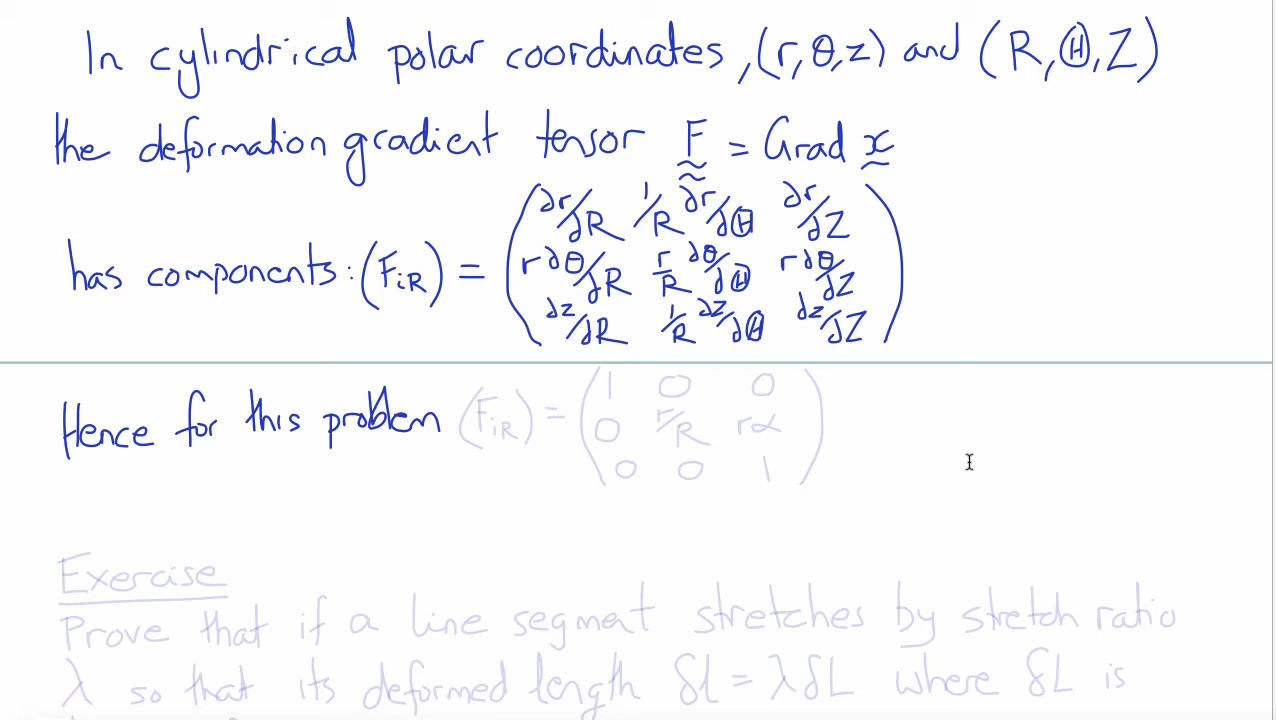 In cylindrical polar coordinates, (r, θ, z) and (R, Θ, Z)
the deformation gradient tensor F = Grad x
has components: (FiR) = (∂r/∂R 1/R ∂r/∂Θ ∂r/∂Z
r∂θ/∂R r/R ∂θ/∂Θ r∂θ/∂Z
∂z/∂R 1/R ∂z/∂Θ ∂z/∂Z)
Hence for this problem (FiR) = (1 0 0
0 r/R rα
0 0 1)
Exercise
Prove that if a line segment stretches by stretch ratio
λ so that its deformed length δl = λδL where δL is